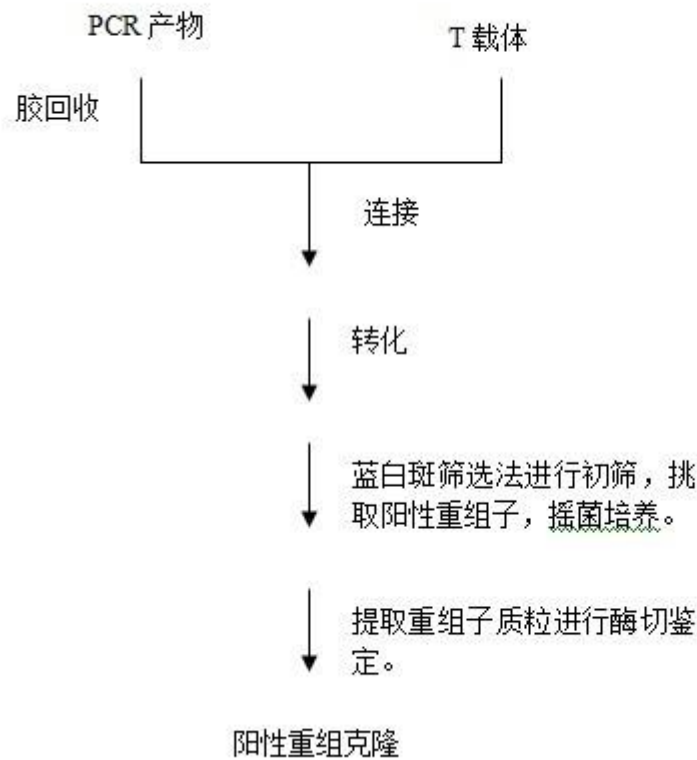 PCR 产物
T 载体
胶回收
连接
转化
蓝白斑筛选法进行初筛，挑
取阳性重组子，摇菌培养。
提取重组子质粒进行酶切鉴
定。
阳性重组克隆